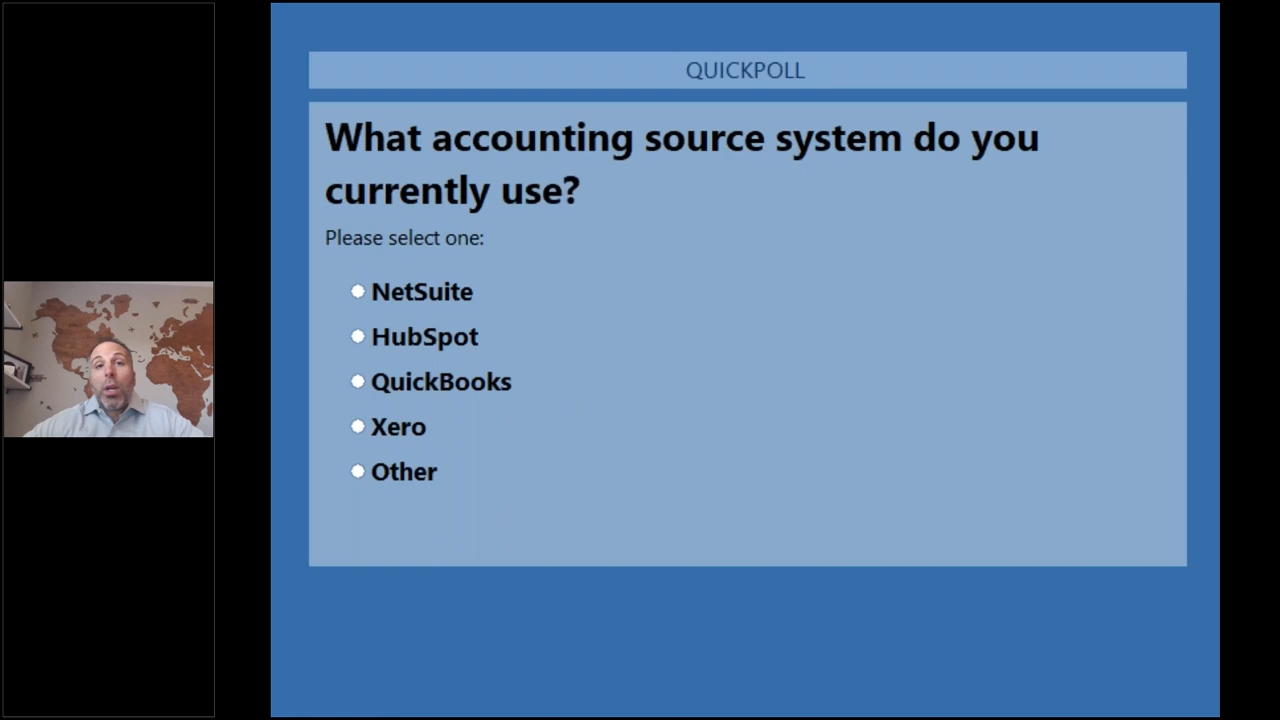 QUICKPOLL
What accounting source system do you
currently use?
Please select one:
NetSuite
HubSpot
QuickBooks
Xero
Other